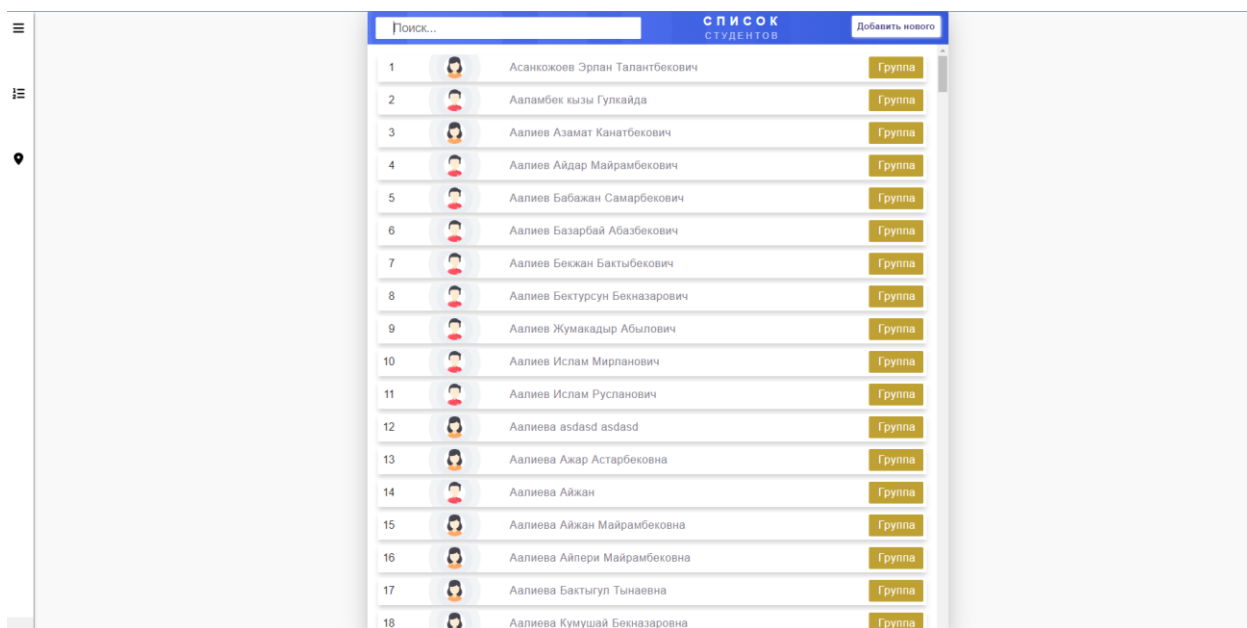 Поиск...
СПИСОК
СТУДЕНТОВ
Добавить нового
1 Асанкожоев Эрлан Талантбекович Группа
2 Ааламбек кызы Гулкайда Группа
3 Аалиев Азамат Канатбекович Группа
4 Аалиев Айдар Майрамбекович Группа
5 Аалиев Бабажан Самарбекович Группа
6 Аалиев Базарбай Абазбекович Группа
7 Аалиев Бекжан Бактыбекович Группа
8 Аалиев Бектурсун Бекназарович Группа
9 Аалиев Жумакадыр Абылович Группа
10 Аалиев Ислам Мирланович Группа
11 Аалиев Ислам Русланович Группа
12 Аалиева asdasd asdasd Группа
13 Аалиева Ажар Астарбековна Группа
14 Аалиева Айжан Группа
15 Аалиева Айжан Майрамбековна Группа
16 Аалиева Айпери Майрамбековна Группа
17 Аалиева Бактыгул Тынаевна Группа
18 Аалиева Кумушай Бекназаровна Группа